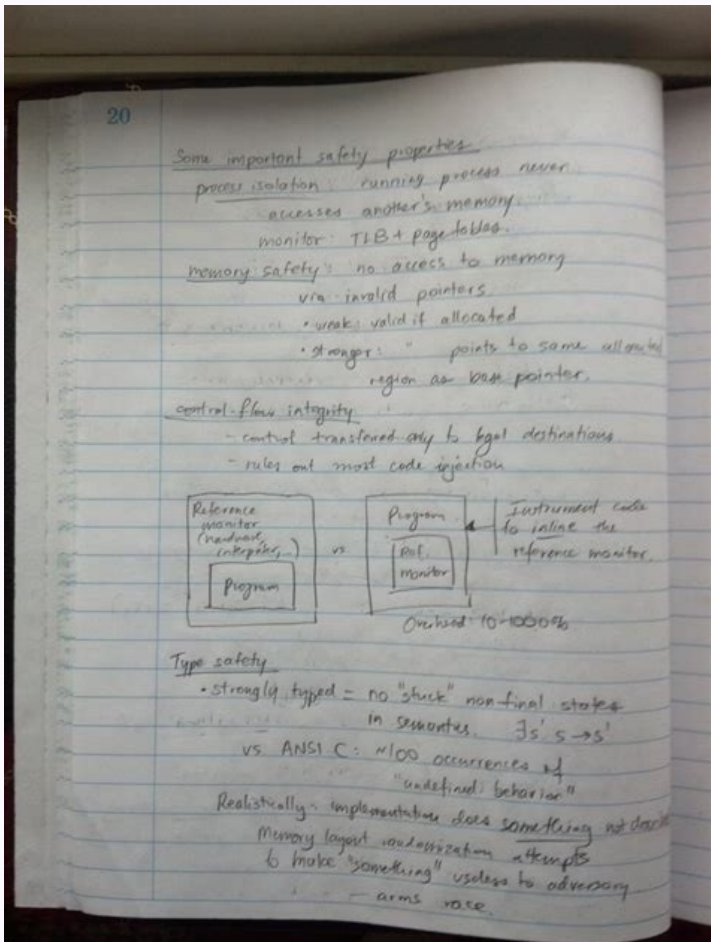 20
Some important safety properties
process isolation: running process never
accesses another's memory.
monitor: TLB + page tables.
memory safety: no access to memory
via invalid pointers.
• weak: valid if allocated
• stronger: " points to same allocated
region as base pointer.
control-flow integrity
- control transferred only to legal destinations.
- rules out most code injection
Reference
monitor
(hardware,
interpreter, ...)
Program
vs
Program
Ref.
monitor
Instrument code
to inline the
reference monitor.
Overhead: 10-1000%
Type safety
• strongly typed = no "stuck" non final states
in semantics. ∃s' s→s'
vs ANSI C: ~100 occurrences of
"undefined behavior"
Realistically - implementation does something not
Memory layout randomization attempts
to make "something" useless to adversary
- arms race.